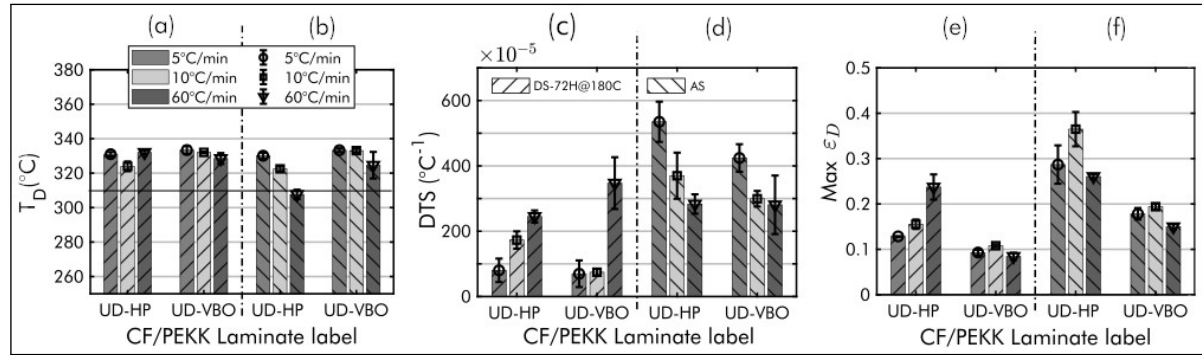 (a) (b)
5°C/min 5°C/min
10°C/min 10°C/min
60°C/min 60°C/min
380
360
340
320
300
280
260
T_D(°C)
UD-HP UD-VBO UD-HP UD-VBO
CF/PEKK Laminate label
(c) (d)
×10⁻⁵
DS-72H@180C AS
600
400
200
0
DTS (°C⁻¹)
UD-HP UD-VBO UD-HP UD-VBO
CF/PEKK Laminate label
(e) (f)
0.5
0.4
0.3
0.2
0.1
0
Max ε_D
UD-HP UD-VBO UD-HP UD-VBO
CF/PEKK Laminate label